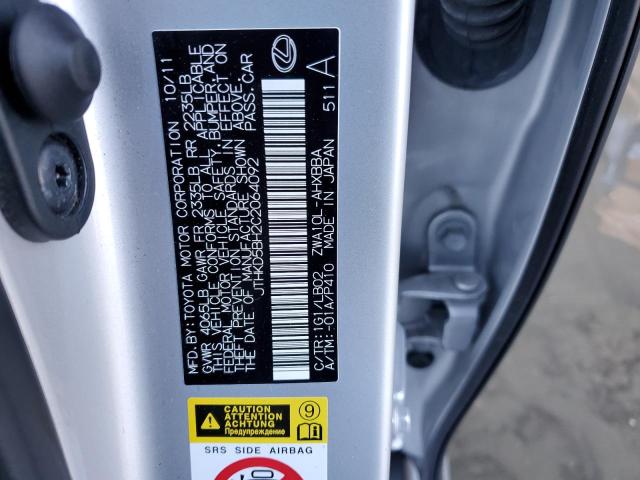 MFD.BY:TOYOTA MOTOR CORPORATION 10/11
GVWR 4065LB GAWR FR 2335LB RR 2235LB
THIS VEHICLE CONFORMS TO ALL APPLICABLE
FEDERAL MOTOR VEHICLE SAFETY, BUMPER, AND
THEFT PREVENTION STANDARDS IN EFFECT ON
THE DATE OF MANUFACTURE SHOWN ABOVE.
JTHKD5BH2C2064092 PASS.CAR
C/TR:1G1/LB02 ZWA10L-AHXBBA
A/TM:-01A/P410 MADE IN JAPAN 511 A
CAUTION
ATTENTION
ACHTUNG
Предупреждение
9
SRS SIDE AIRBAG